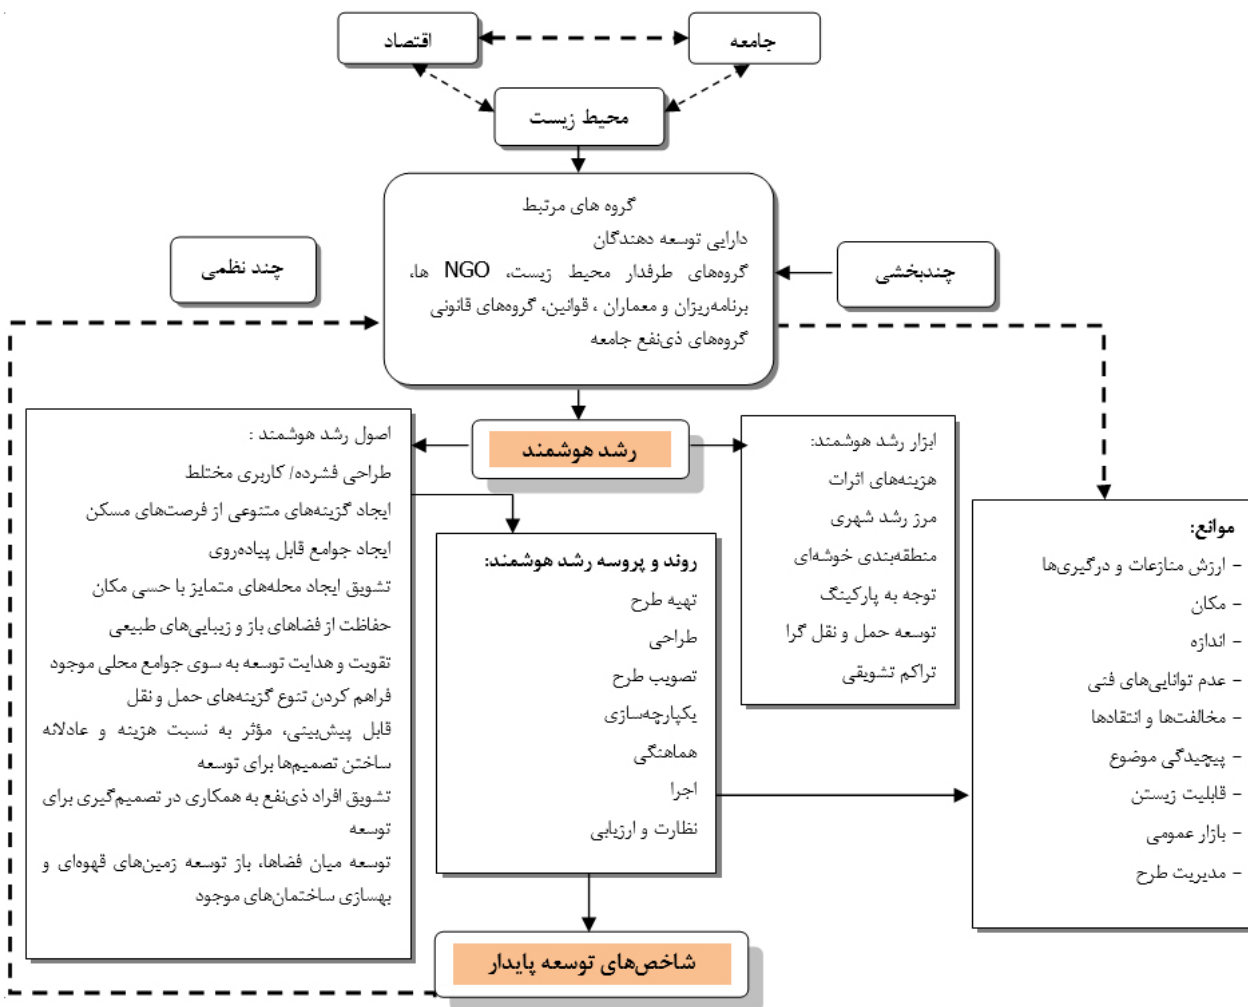 جامعه
اقتصاد
محیط زیست
گروه های مرتبط
دارایی توسعه دهندگان
گروه‌های طرفدار محیط زیست، NGO ها،
برنامه‌ریزان و معماران ، قوانین، گروه‌های قانونی
گروه‌های ذی‌نفع جامعه
چندبخشی
چند نظمی
رشد هوشمند
ابزار رشد هوشمند:
هزینه‌های اثرات
مرز رشد شهری
منطقه‌بندی خوشه‌ای
توجه به پارکینگ
توسعه حمل و نقل گرا
تراکم تشویقی
اصول رشد هوشمند :
طراحی فشرده/ کاربری مختلط
ایجاد گزینه‌های متنوعی از فرصت‌های مسکن
ایجاد جوامع قابل پیاده‌روی
تشویق ایجاد محله‌های متمایز با حسی مکان
حفاظت از فضاهای باز و زیبایی‌های طبیعی
تقویت و هدایت توسعه به سوی جوامع محلی موجود
فراهم کردن تنوع گزینه‌های حمل و نقل
قابل پیش‌بینی، مؤثر به نسبت هزینه و عادلانه
ساختن تصمیم‌ها برای توسعه
تشویق افراد ذی‌نفع به همکاری در تصمیم‌گیری برای
توسعه
توسعه میان فضاها، باز توسعه زمین‌های قهوه‌ای و
بهسازی ساختمان‌های موجود
روند و پروسه رشد هوشمند:
تهیه طرح
طراحی
تصویب طرح
یکپارچه‌سازی
هماهنگی
اجرا
نظارت و ارزیابی
موانع:
- ارزش منازعات و درگیری‌ها
- مکان
- اندازه
- عدم توانایی‌های فنی
- مخالفت‌ها و انتقادها
- پیچیدگی موضوع
- قابلیت زیستن
- بازار عمومی
- مدیریت طرح
شاخص‌های توسعه پایدار